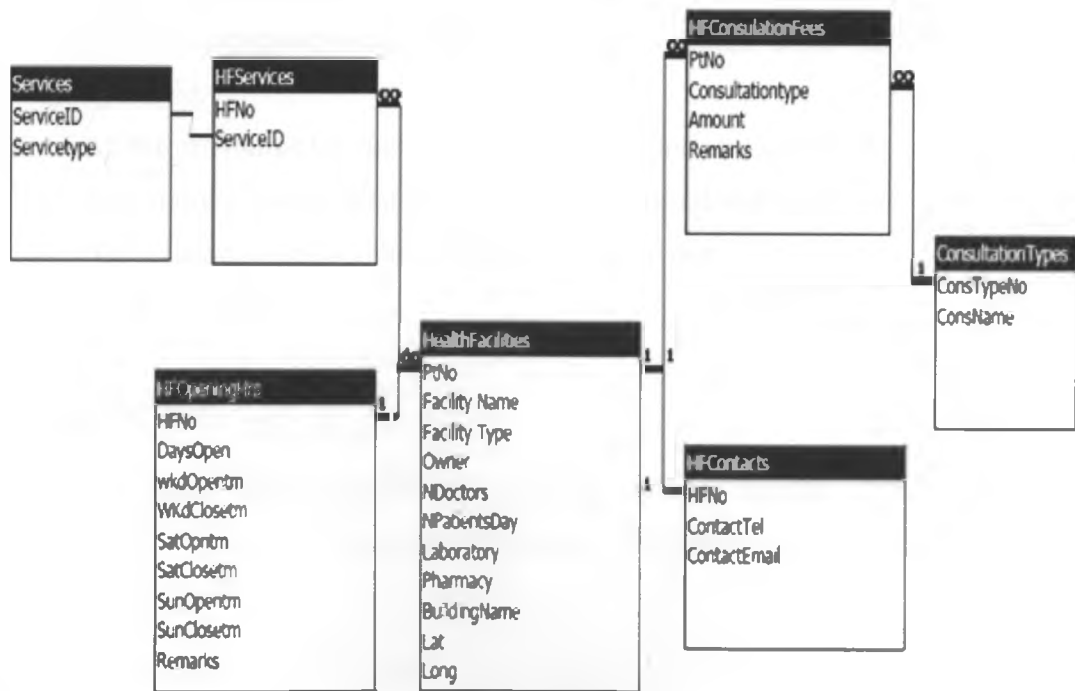 Services
ServiceID
Servicetype
HFServices
HFNo
ServiceID
HFConsulationFees
PtNo
Consultationtype
Amount
Remarks
ConsultationTypes
ConsTypeNo
ConsName
HealthFacilities
PtNo
Facility Name
Facility Type
Owner
NDoctors
NPatientsDay
Laboratory
Pharmacy
BuildingName
Lat
Long
HFOpeningHrs
HFNo
DaysOpen
wkdOpentm
WKdClosetm
SatOpntm
SatClosetm
SunOpentm
SunClosetm
Remarks
HFContacts
HFNo
ContactTel
ContactEmail
∞
∞
∞
∞
1
1
1
1
1